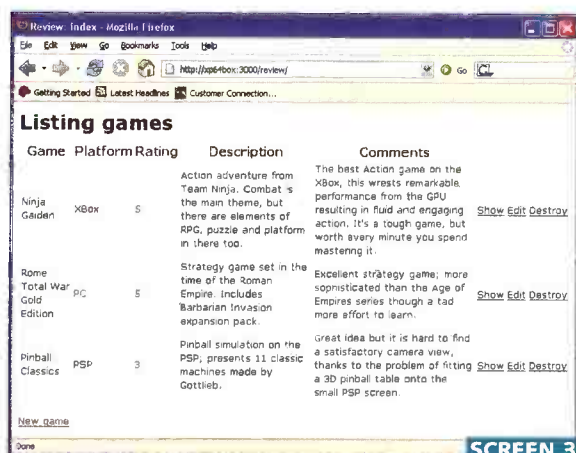 Review: index - Mozilla Firefox
File Edit View Go Bookmarks Tools Help
http://xp64box:3000/review/
Go
Getting Started Latest Headlines Customer Connection...
Listing games
Game Platform Rating Description Comments
Ninja
Gaiden
XBox
5
Action adventure from
Team Ninja. Combat is
the main theme, but
there are elements of
RPG, puzzle and platform
in there too.
The best Action game on the
XBox, this wrests remarkable
performance from the GPU
resulting in fluid and engaging
action. It's a tough game, but
worth every minute you spend
mastering it.
Show Edit Destroy
Rome
Total War
Gold
Edition
PC
5
Strategy game set in the
time of the Roman
Empire. Includes
Barbarian Invasion
expansion pack.
Excellent strategy game; more
sophisticated than the Age of
Empires series though a tad
more effort to learn.
Show Edit Destroy
Pinball
Classics
PSP
3
Pinball simulation on the
PSP; presents 11 classic
machines made by
Gottlieb.
Great idea but it is hard to find
a satisfactory camera view,
thanks to the problem of fitting
a 3D pinball table onto the
small PSP screen.
Show Edit Destroy
New game
Done
SCREEN 3